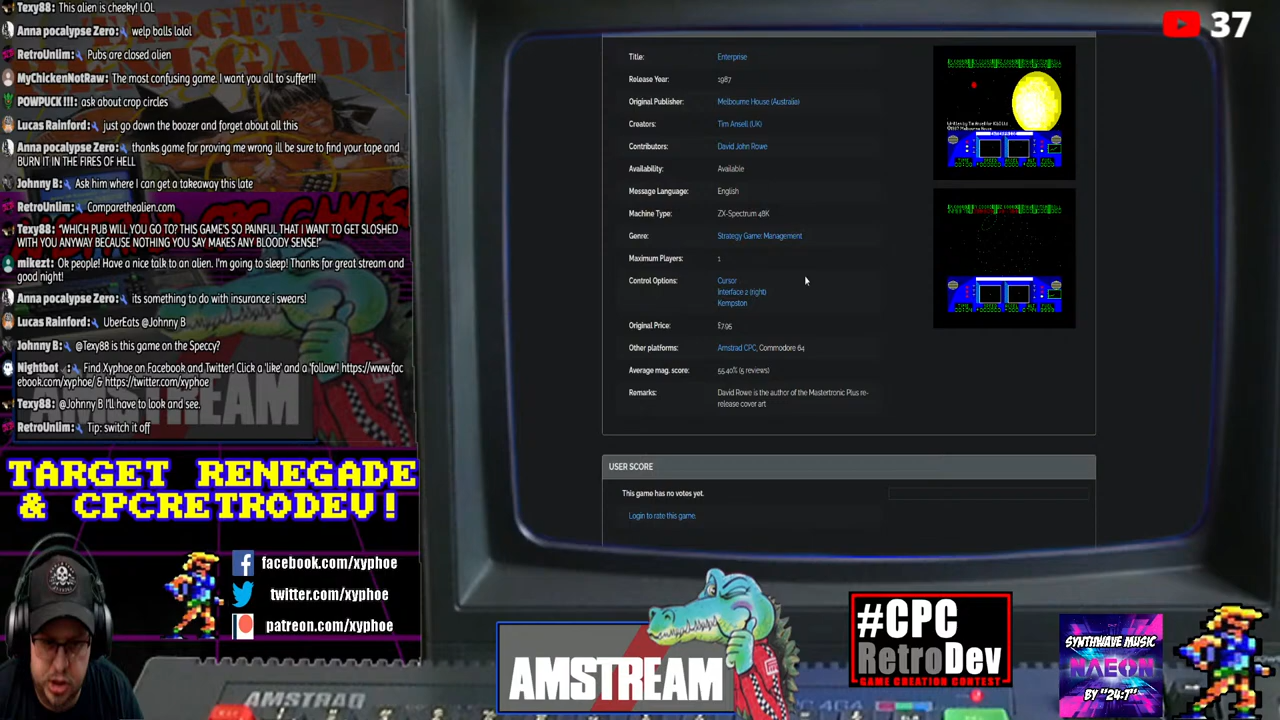 Texy88: This alien is cheeky! LOL
Anna pocalypse Zero: welp bolls lolol
RetroUnlim: Pubs are closed alien
MyChickenNotRaw: The most confusing game. I want you all to suffer!!!
POWPUCK !!!: ask about crop circles
Lucas Rainford: just go down the boozer and forget about all this
Anna pocalypse Zero: thanks game for proving me wrong ill be sure to find your tape and
BURN IT IN THE FIRES OF HELL
Johnny B: Ask him where I can get a takeaway this late
RetroUnlim: Comparethealien.com
Texy88: "WHICH PUB WILL YOU GO TO? THIS GAME'S SO PAINFUL THAT I WANT TO GET SLOSHED
WITH YOU ANYWAY BECAUSE NOTHING YOU SAY MAKES ANY BLOODY SENSE!"
mikezt: Ok people! Have a nice talk to an alien. I'm going to sleep! Thanks for great stream and
good night!
Anna pocalypse Zero: its something to do with insurance i swears!
Lucas Rainford: UberEats @Johnny B
Johnny B: @Texy88 is this game on the Speccy?
Nightbot: Find Xyphoe on Facebook and Twitter! Click a 'like' and a 'follow'! https://www.fac
ebook.com/xyphoe/ & https://twitter.com/xyphoe
Texy88: @Johnny B I'll have to look and see.
RetroUnlim: Tip: switch it off
TARGET RENEGADE
& CPCRETRODEV!
facebook.com/xyphoe
twitter.com/xyphoe
patreon.com/xyphoe
37
Title: Enterprise
Release Year: 1987
Original Publisher: Melbourne House (Australia)
Creators: Tim Ansell (UK)
Contributors: David John Rowe
Availability: Available
Message Language: English
Machine Type: ZX-Spectrum 48K
Genre: Strategy Game: Management
Maximum Players: 1
Control Options: Cursor
Interface 2 (right)
Kempston
Original Price: £7.95
Other platforms: Amstrad CPC, Commodore 64
Average mag. score: 55.40% (5 reviews)
Remarks: David Rowe is the author of the Mastertronic Plus re-
release cover art
USER SCORE
This game has no votes yet.
Login to rate this game.
AMSTRAD
AMSTREAM
#CPC
RetroDev
GAME CREATION CONTEST
SYNTHWAVE MUSIC
NAEON
BY "24:7"